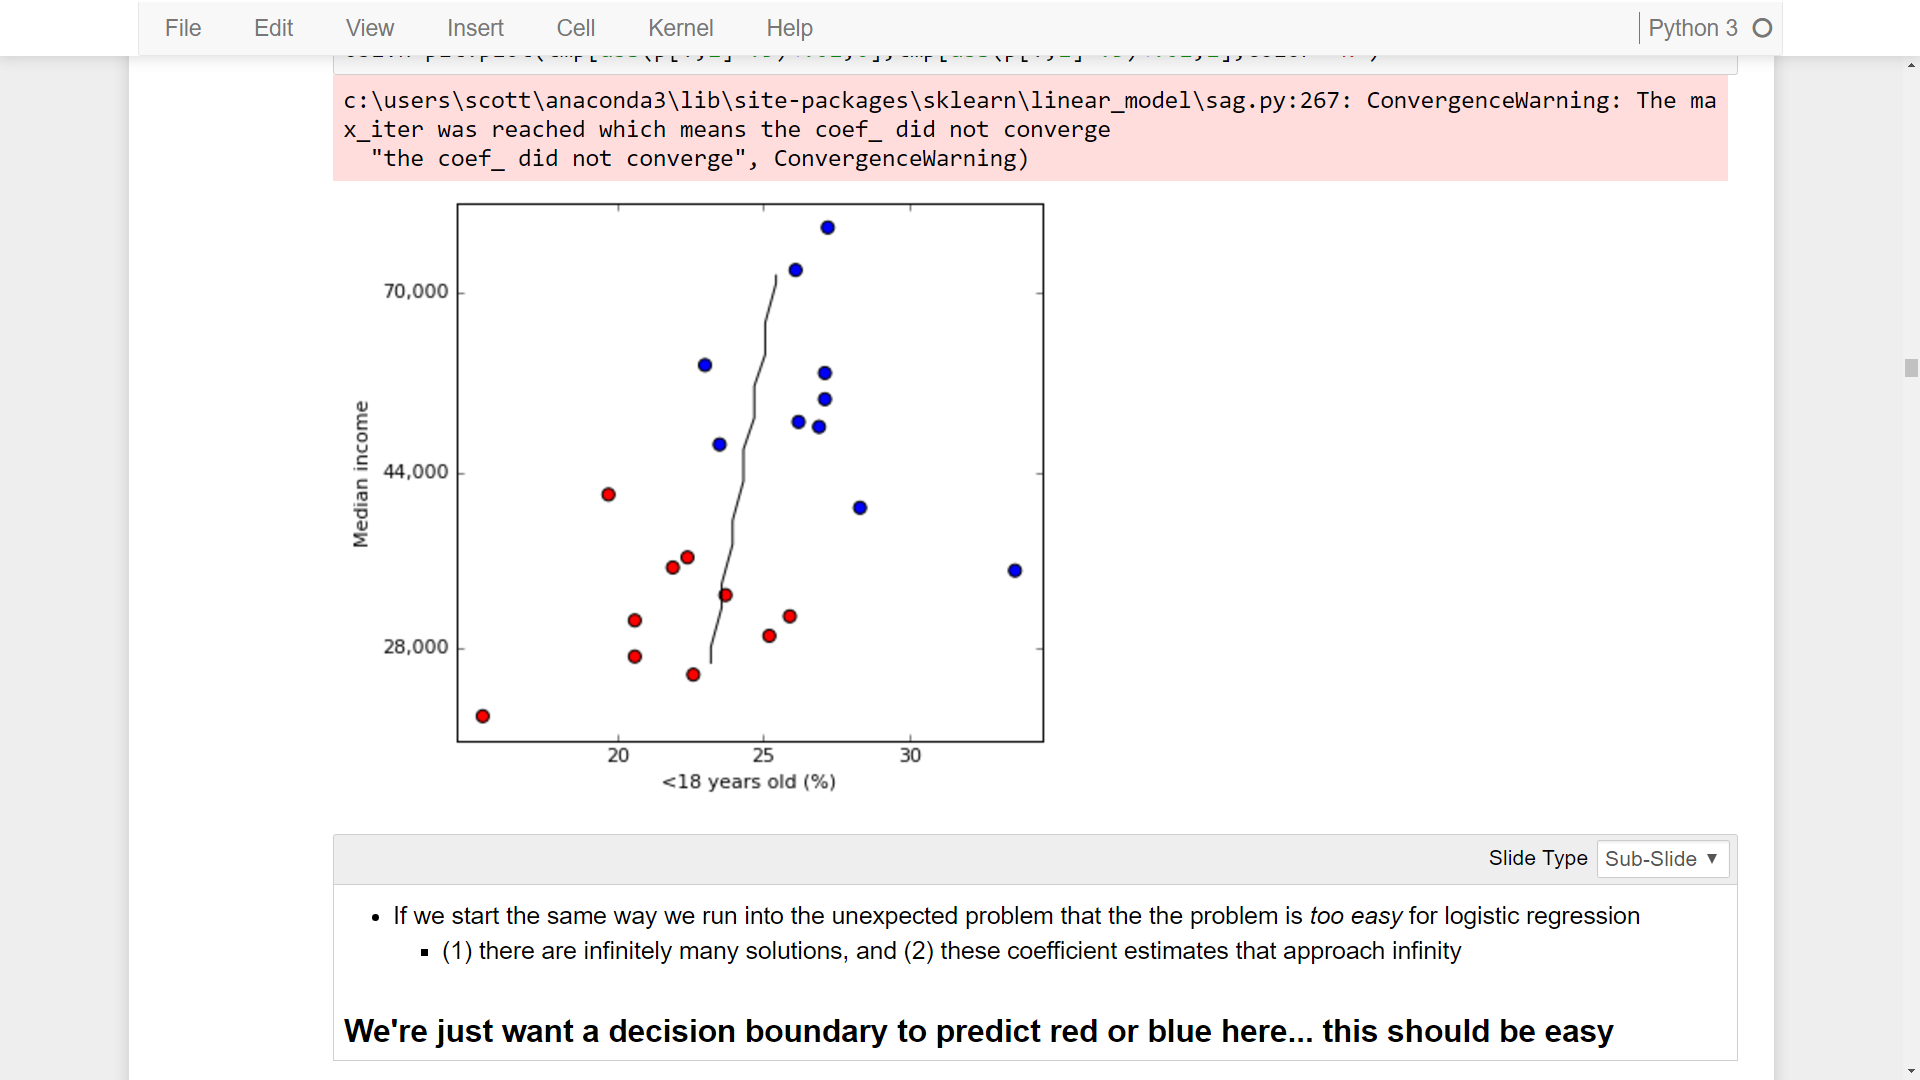 File Edit View Insert Cell Kernel Help Python 3
c:\users\scott\anaconda3\lib\site-packages\sklearn\linear_model\sag.py:267: ConvergenceWarning: The ma
x_iter was reached which means the coef_ did not converge
"the coef_ did not converge", ConvergenceWarning)
70,000
44,000
28,000
Median income
20 25 30
<18 years old (%)
Slide Type Sub-Slide ▼
• If we start the same way we run into the unexpected problem that the the problem is too easy for logistic regression
▪ (1) there are infinitely many solutions, and (2) these coefficient estimates that approach infinity
We're just want a decision boundary to predict red or blue here... this should be easy